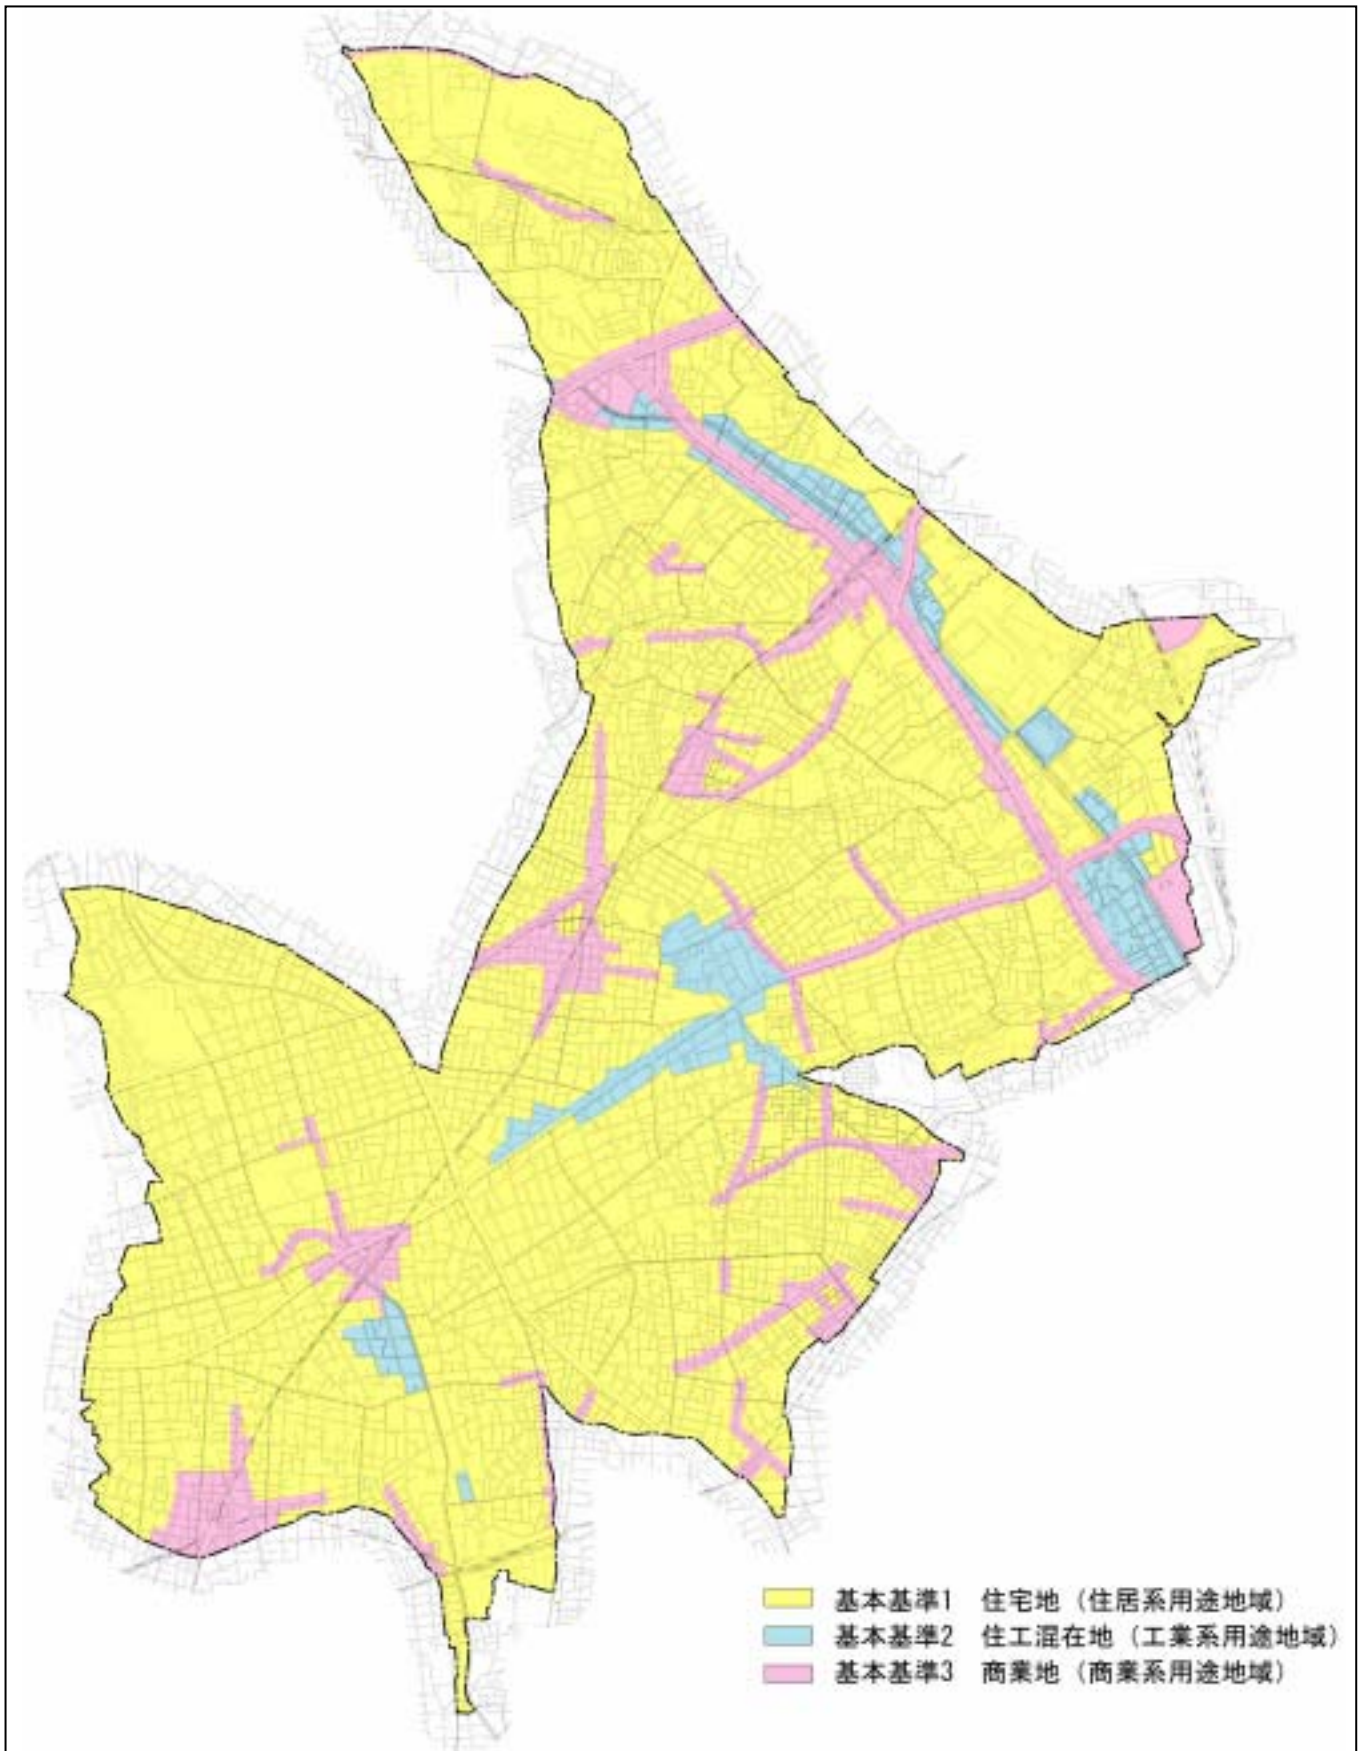 基本基準1 住宅地（住居系用途地域）
基本基準2 住工混在地（工業系用途地域）
基本基準3 商業地（商業系用途地域）